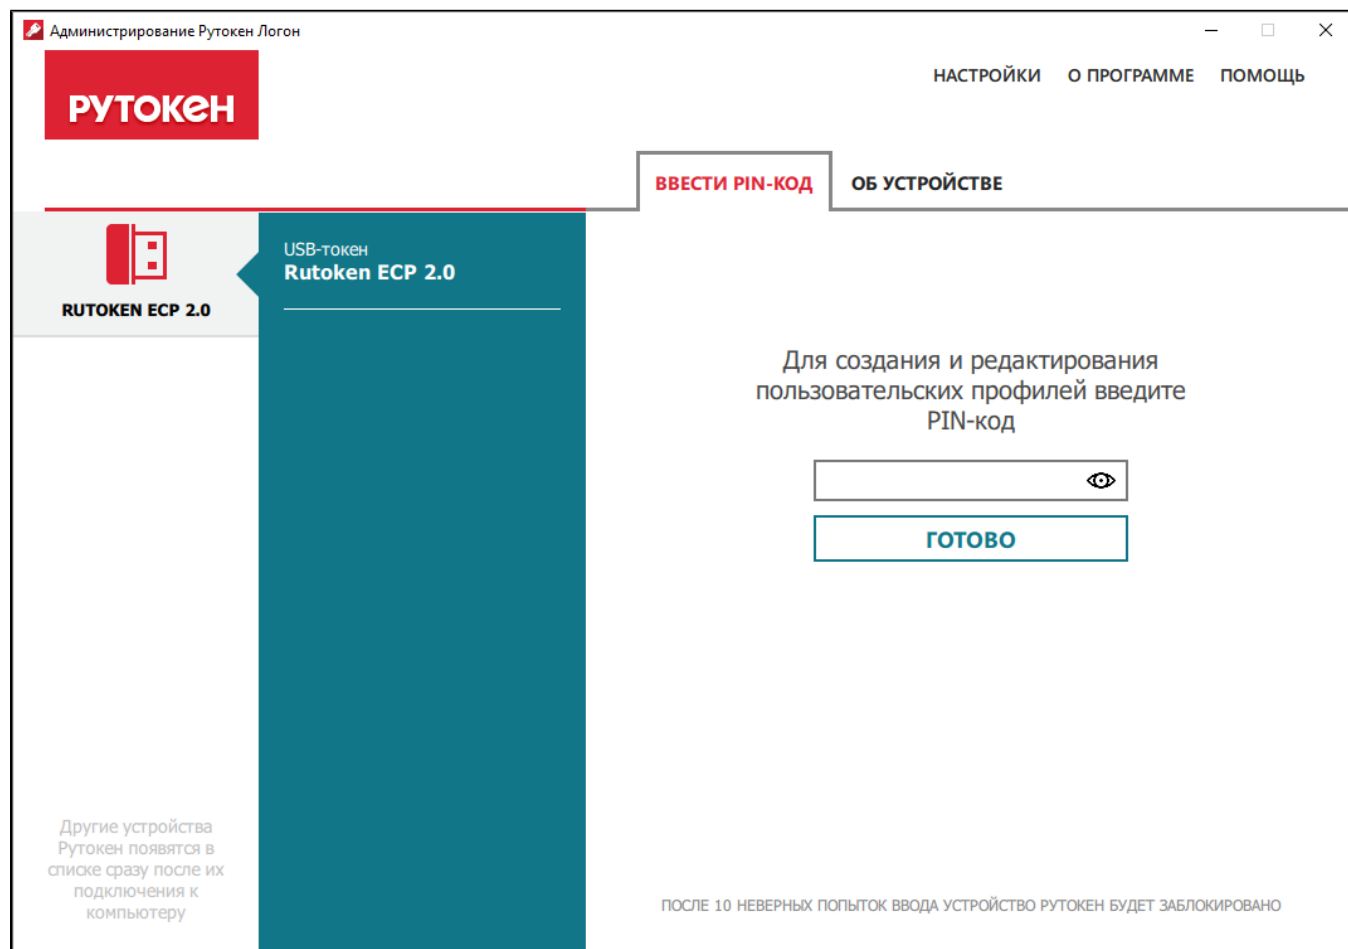 Администрирование Рутокен Логон
РУТОКЕН
НАСТРОЙКИ О ПРОГРАММЕ ПОМОЩЬ
ВВЕСТИ PIN-КОД ОБ УСТРОЙСТВЕ
RUTOKEN ECP 2.0
USB-токен
Rutoken ECP 2.0
Для создания и редактирования
пользовательских профилей введите
PIN-код
ГОТОВО
Другие устройства
Рутокен появятся в
списке сразу после их
подключения к
компьютеру
ПОСЛЕ 10 НЕВЕРНЫХ ПОПЫТОК ВВОДА УСТРОЙСТВО РУТОКЕН БУДЕТ ЗАБЛОКИРОВАНО